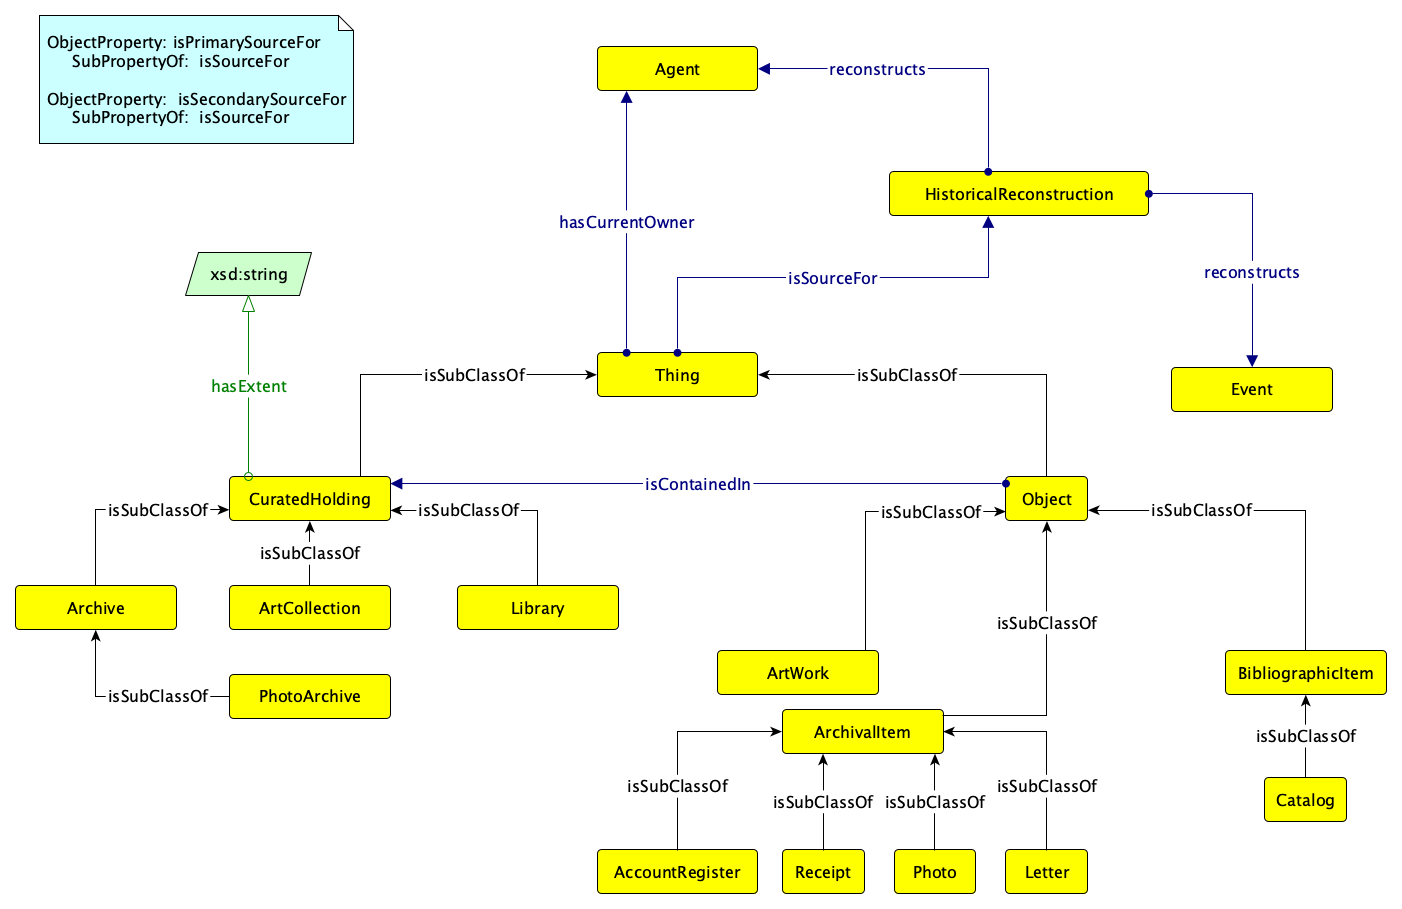 ObjectProperty: isPrimarySourceFor
SubPropertyOf: isSourceFor
ObjectProperty: isSecondarySourceFor
SubPropertyOf: isSourceFor
Agent
reconstructs
HistoricalReconstruction
hasCurrentOwner
xsd:string
isSourceFor
reconstructs
hasExtent
isSubClassOf
Thing
isSubClassOf
Event
CuratedHolding
isContainedIn
Object
isSubClassOf
isSubClassOf
isSubClassOf
isSubClassOf
isSubClassOf
Archive
ArtCollection
Library
isSubClassOf
ArtWork
BibliographicItem
isSubClassOf
PhotoArchive
ArchivalItem
isSubClassOf
isSubClassOf
isSubClassOf
isSubClassOf
isSubClassOf
Catalog
AccountRegister
Receipt
Photo
Letter